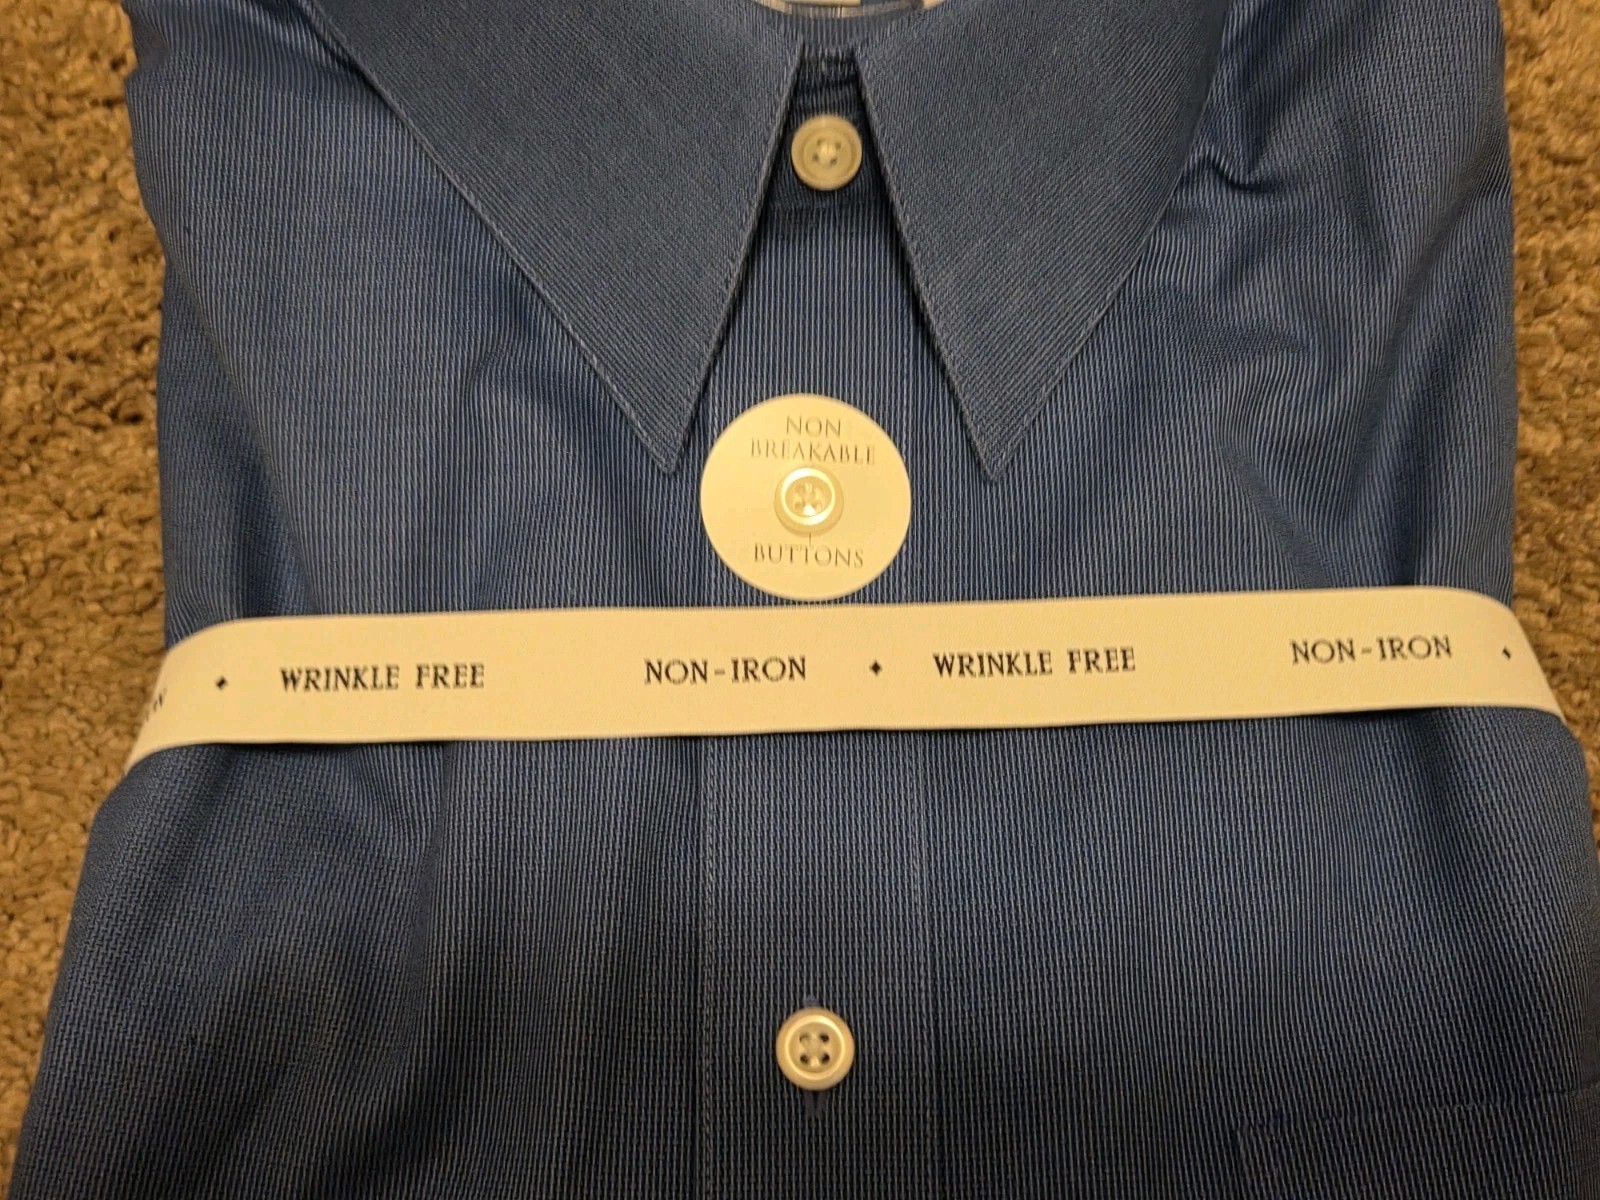 NON
BREAKABLE
BUTTONS
WRINKLE FREE NON-IRON ◆ WRINKLE FREE NON-IRON